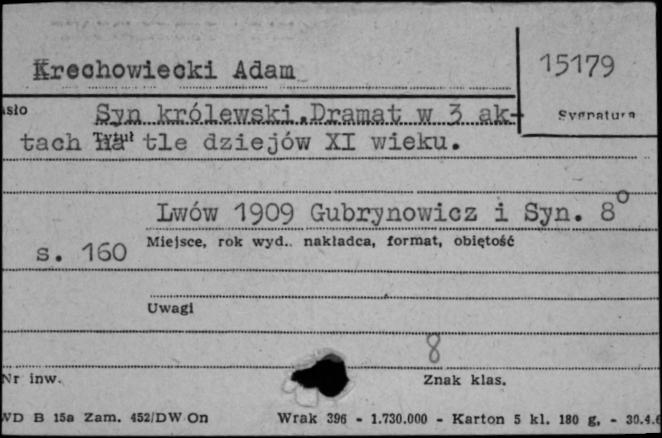 Krechowiecki Adam
15179
Sygnatura
Syn królewski. Dramat w 3 ak-
tach na tle dziejów XI wieku.
Tytuł
Lwów 1909 Gubrynowicz i Syn. 8°
Miejsce, rok wyd., nakładca, format, objętość
s. 160
Uwagi
8
Nr inw.
Znak klas.
WD B 15a Zam. 452/DW On Wrak 396 - 1.730.000 - Karton 5 kl. 180 g, - 30.4.6